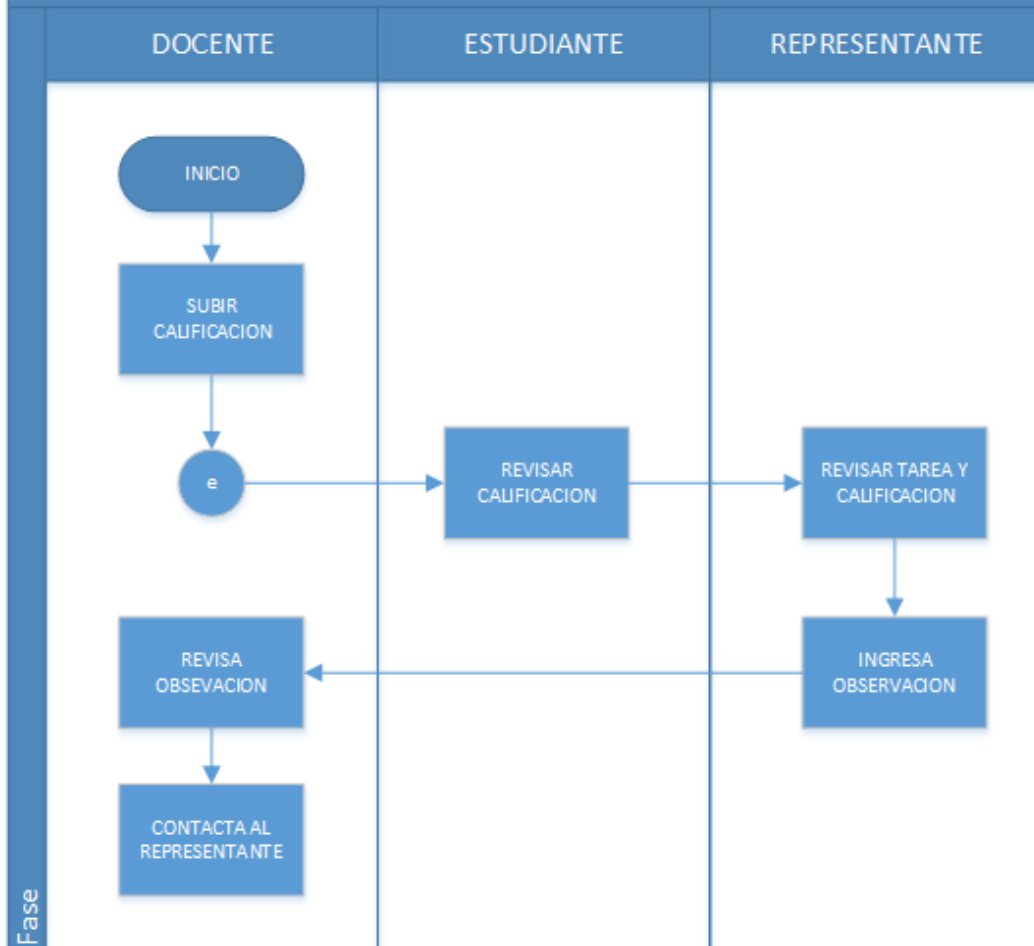 DOCENTE
ESTUDIANTE
REPRESENTANTE
INICIO
SUBIR
CALIFICACION
e
REVISAR
CALIFICACION
REVISAR TAREA Y
CALIFICACION
REVISA
OBSEVACION
INGRESA
OBSERVACION
CONTACTA AL
REPRESENTANTE
Fase